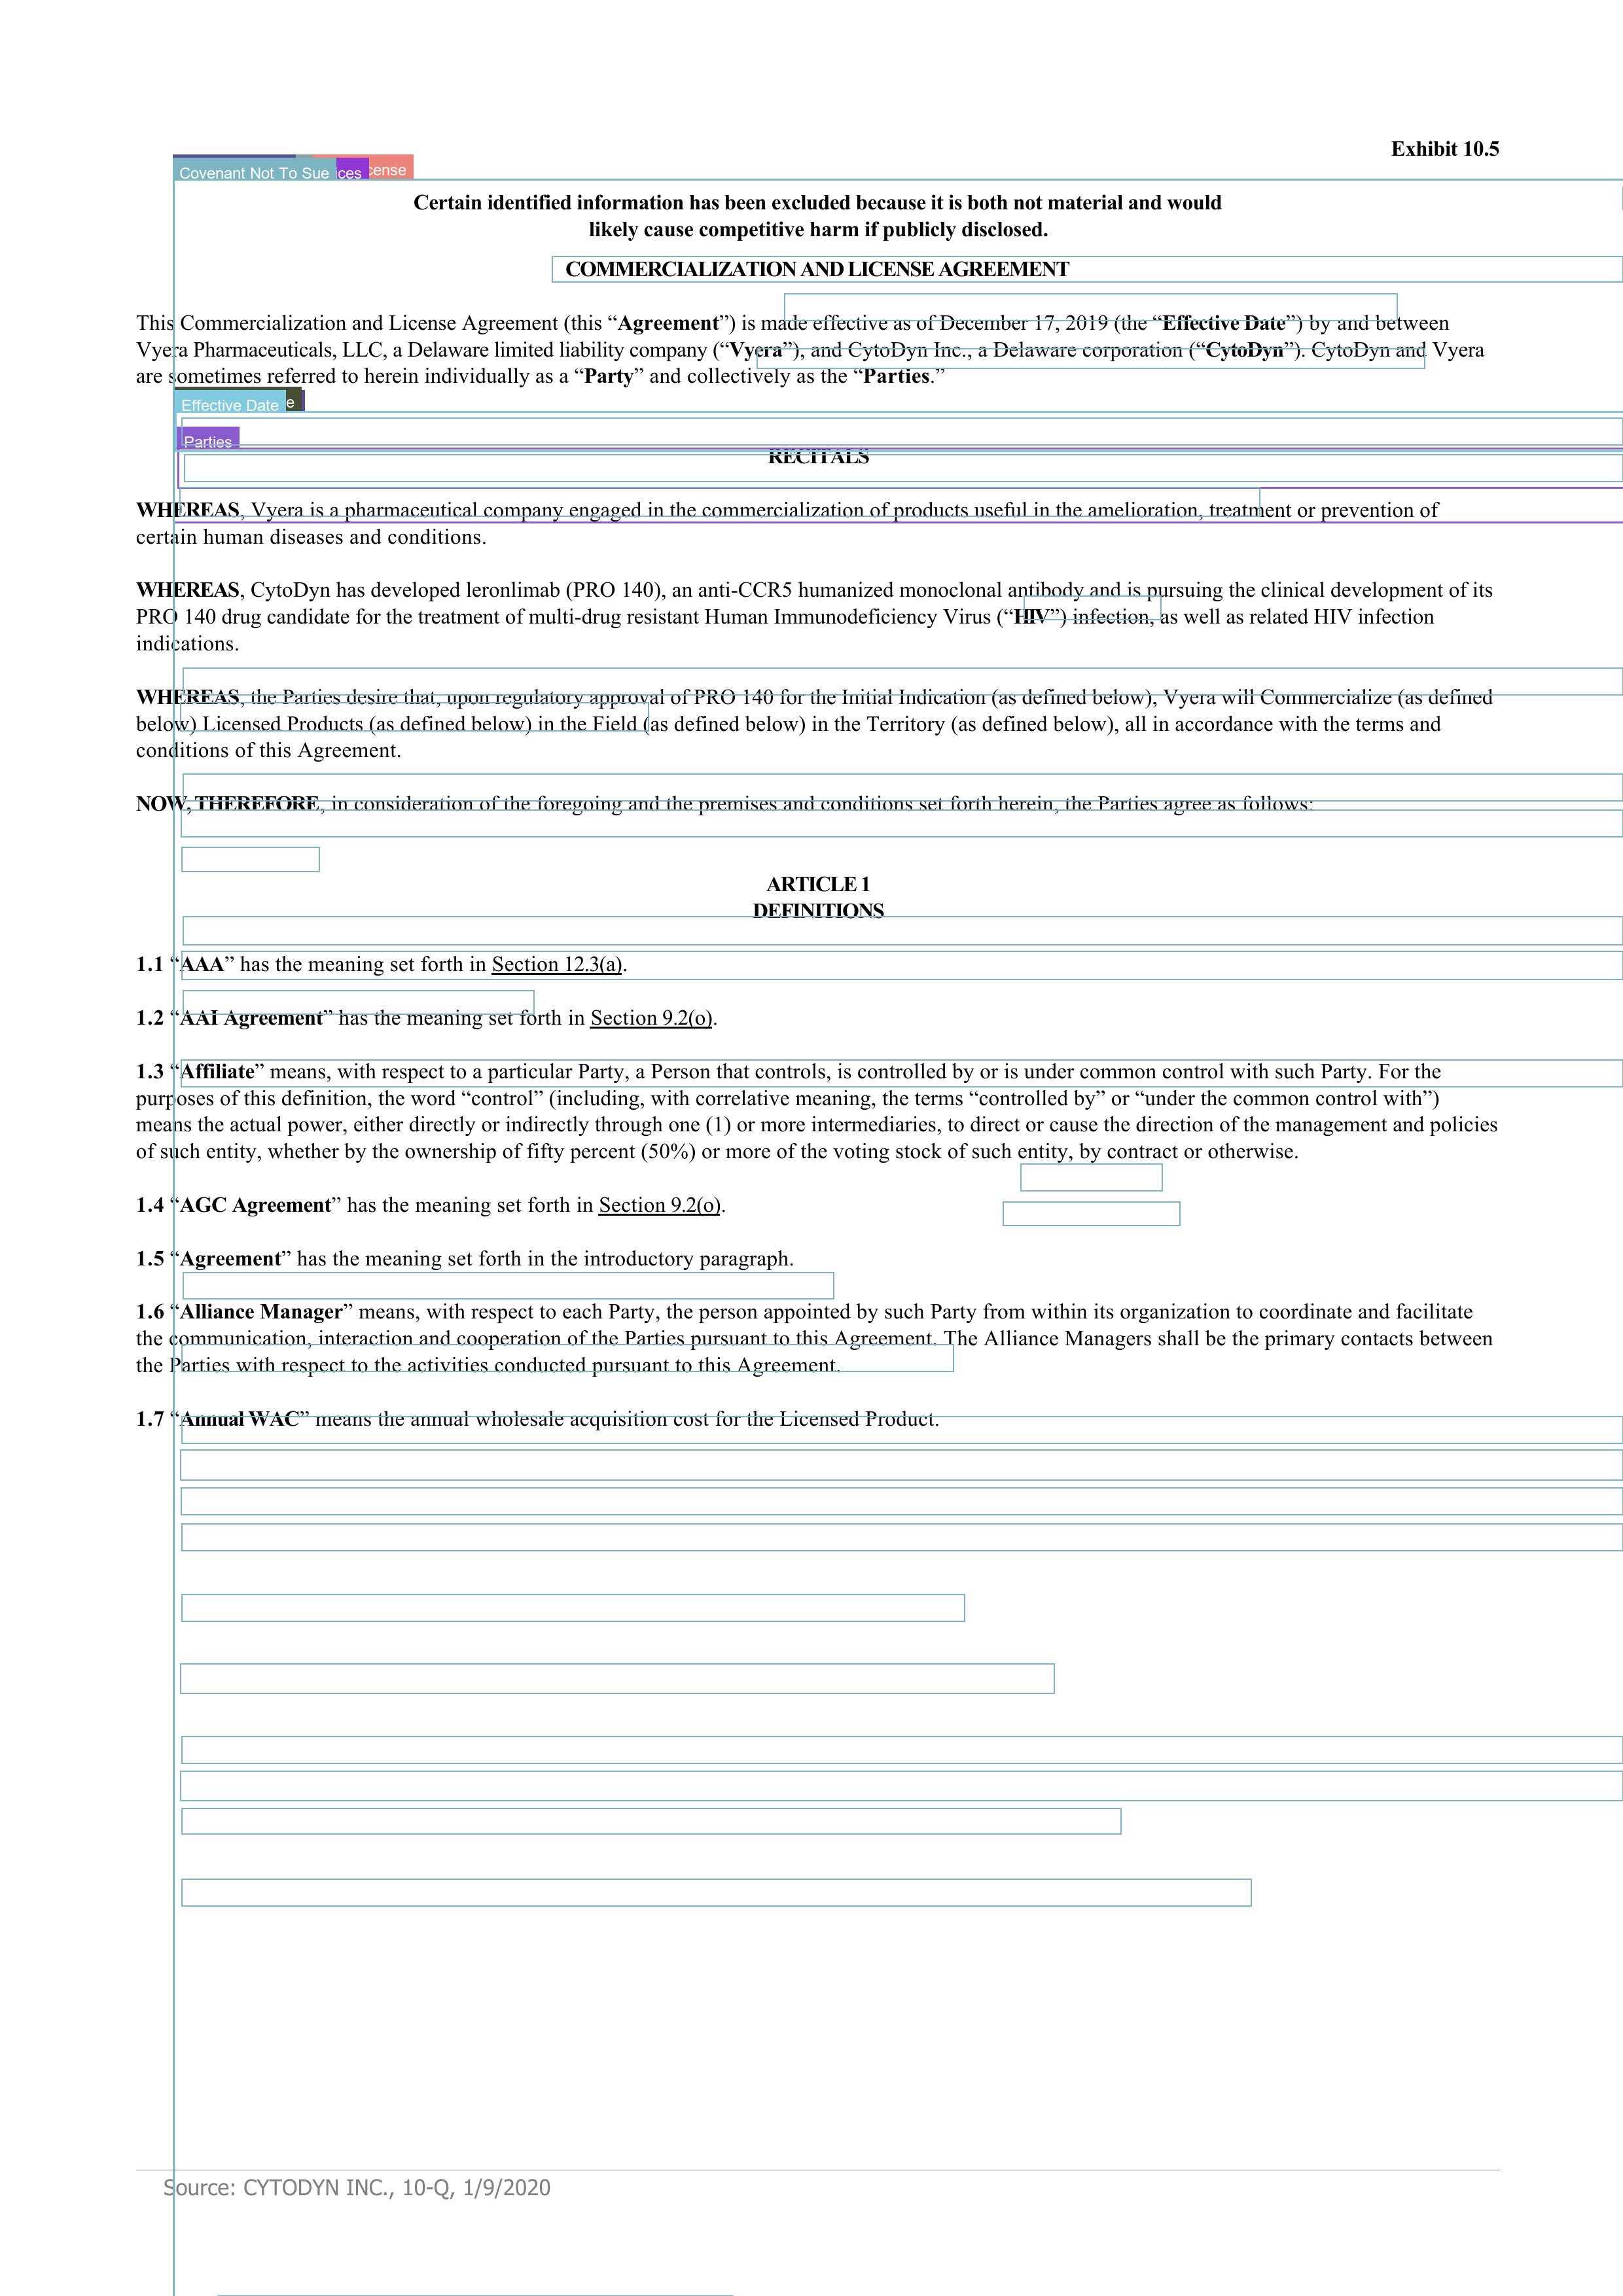 Exhibit 10.5
Covenant Not To Sue ices cense
Certain identified information has been excluded because it is both not material and would
likely cause competitive harm if publicly disclosed.
COMMERCIALIZATION AND LICENSE AGREEMENT
This Commercialization and License Agreement (this “Agreement”) is made effective as of December 17, 2019 (the “Effective Date”) by and between
Vyera Pharmaceuticals, LLC, a Delaware limited liability company (“Vyera”), and CytoDyn Inc., a Delaware corporation (“CytoDyn”). CytoDyn and Vyera
are sometimes referred to herein individually as a “Party” and collectively as the “Parties.”
Effective Date e
Parties
RECITALS
WHEREAS, Vyera is a pharmaceutical company engaged in the commercialization of products useful in the amelioration, treatment or prevention of
certain human diseases and conditions.
WHEREAS, CytoDyn has developed leronlimab (PRO 140), an anti-CCR5 humanized monoclonal antibody and is pursuing the clinical development of its
PRO 140 drug candidate for the treatment of multi-drug resistant Human Immunodeficiency Virus (“HIV”) infection, as well as related HIV infection
indications.
WHEREAS, the Parties desire that, upon regulatory approval of PRO 140 for the Initial Indication (as defined below), Vyera will Commercialize (as defined
below) Licensed Products (as defined below) in the Field (as defined below) in the Territory (as defined below), all in accordance with the terms and
conditions of this Agreement.
NOW, THEREFORE, in consideration of the foregoing and the premises and conditions set forth herein, the Parties agree as follows:
ARTICLE 1
DEFINITIONS
1.1 “AAA” has the meaning set forth in Section 12.3(a).
1.2 “AAI Agreement” has the meaning set forth in Section 9.2(o).
1.3 “Affiliate” means, with respect to a particular Party, a Person that controls, is controlled by or is under common control with such Party. For the
purposes of this definition, the word “control” (including, with correlative meaning, the terms “controlled by” or “under the common control with”)
means the actual power, either directly or indirectly through one (1) or more intermediaries, to direct or cause the direction of the management and policies
of such entity, whether by the ownership of fifty percent (50%) or more of the voting stock of such entity, by contract or otherwise.
1.4 “AGC Agreement” has the meaning set forth in Section 9.2(o).
1.5 “Agreement” has the meaning set forth in the introductory paragraph.
1.6 “Alliance Manager” means, with respect to each Party, the person appointed by such Party from within its organization to coordinate and facilitate
the communication, interaction and cooperation of the Parties pursuant to this Agreement. The Alliance Managers shall be the primary contacts between
the Parties with respect to the activities conducted pursuant to this Agreement.
1.7 “Annual WAC” means the annual wholesale acquisition cost for the Licensed Product.
Source: CYTODYN INC., 10-Q, 1/9/2020